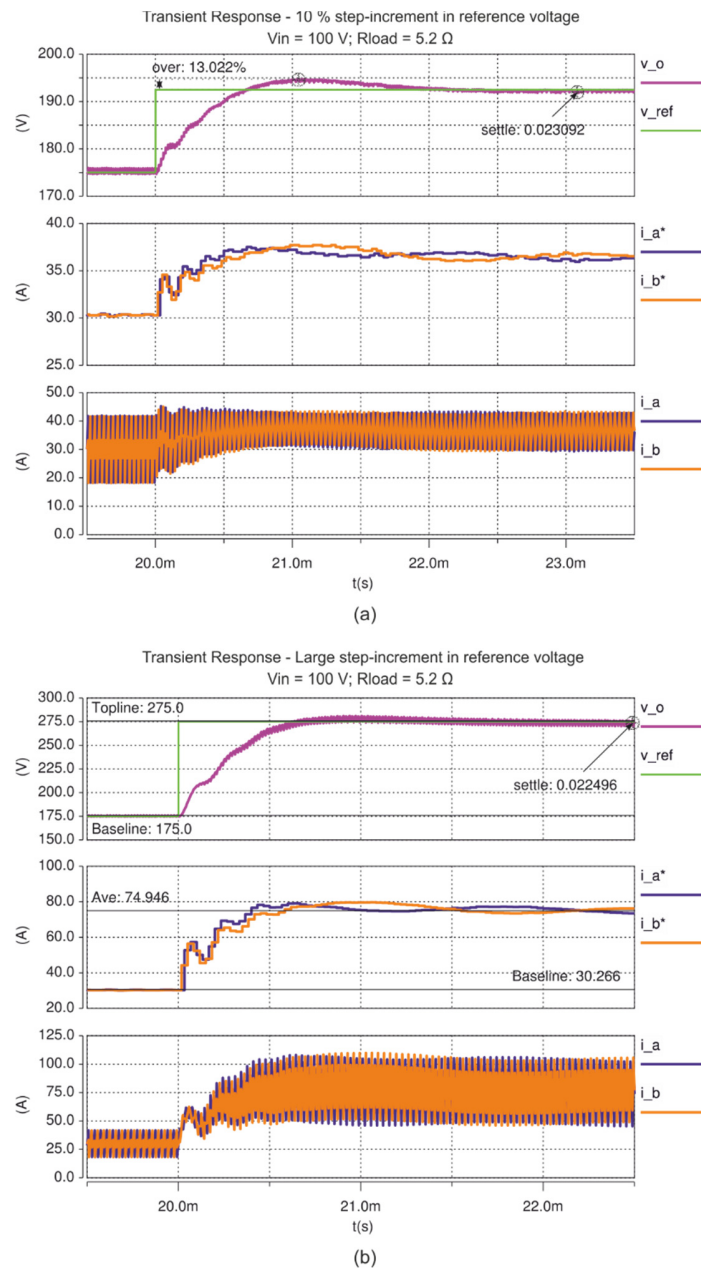 Transient Response - 10 % step-increment in reference voltage
Vin = 100 V; Rload = 5.2 Ω
over: 13.022%
settle: 0.023092
200.0
190.0
180.0
170.0
(V)
v_o
v_ref
40.0
35.0
30.0
25.0
(A)
i_a*
i_b*
(A)
50.0
40.0
30.0
20.0
10.0
0.0
(A)
i_a
i_b
20.0m
21.0m
22.0m
23.0m
t(s)
(a)
Transient Response - Large step-increment in reference voltage
Vin = 100 V; Rload = 5.2 Ω
300.0
275.0
250.0
225.0
200.0
175.0
150.0
(V)
Topline: 275.0
settle: 0.022496
Baseline: 175.0
v_o
v_ref
100.0
80.0
60.0
40.0
20.0
(A)
Ave: 74.946
Baseline: 30.266
i_a*
i_b*
125.0
100.0
75.0
50.0
25.0
0.0
(A)
i_a
i_b
20.0m
21.0m
22.0m
t(s)
(b)